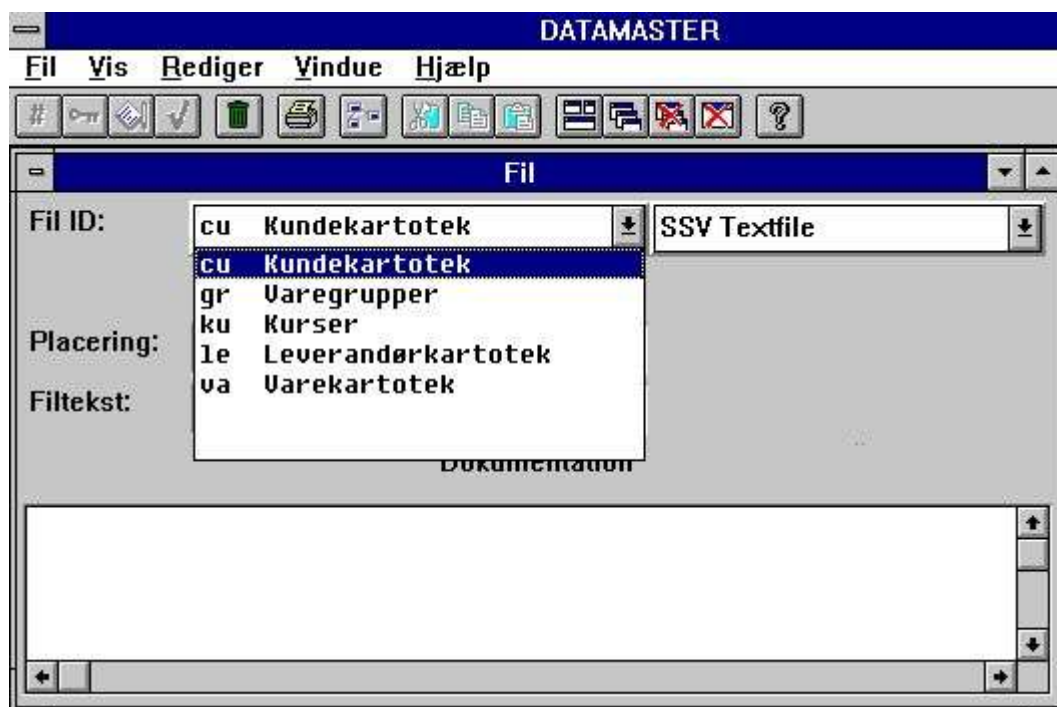 DATAMASTER
Fil Vis Rediger Vindue Hjælp
#
?
Fil
Fil ID:
cu Kundekartotek
SSV Textfile
cu Kundekartotek
gr Varegrupper
ku Kurser
le Leverandørkartotek
va Varekartotek
Placering:
Filtekst:
Dokumentation